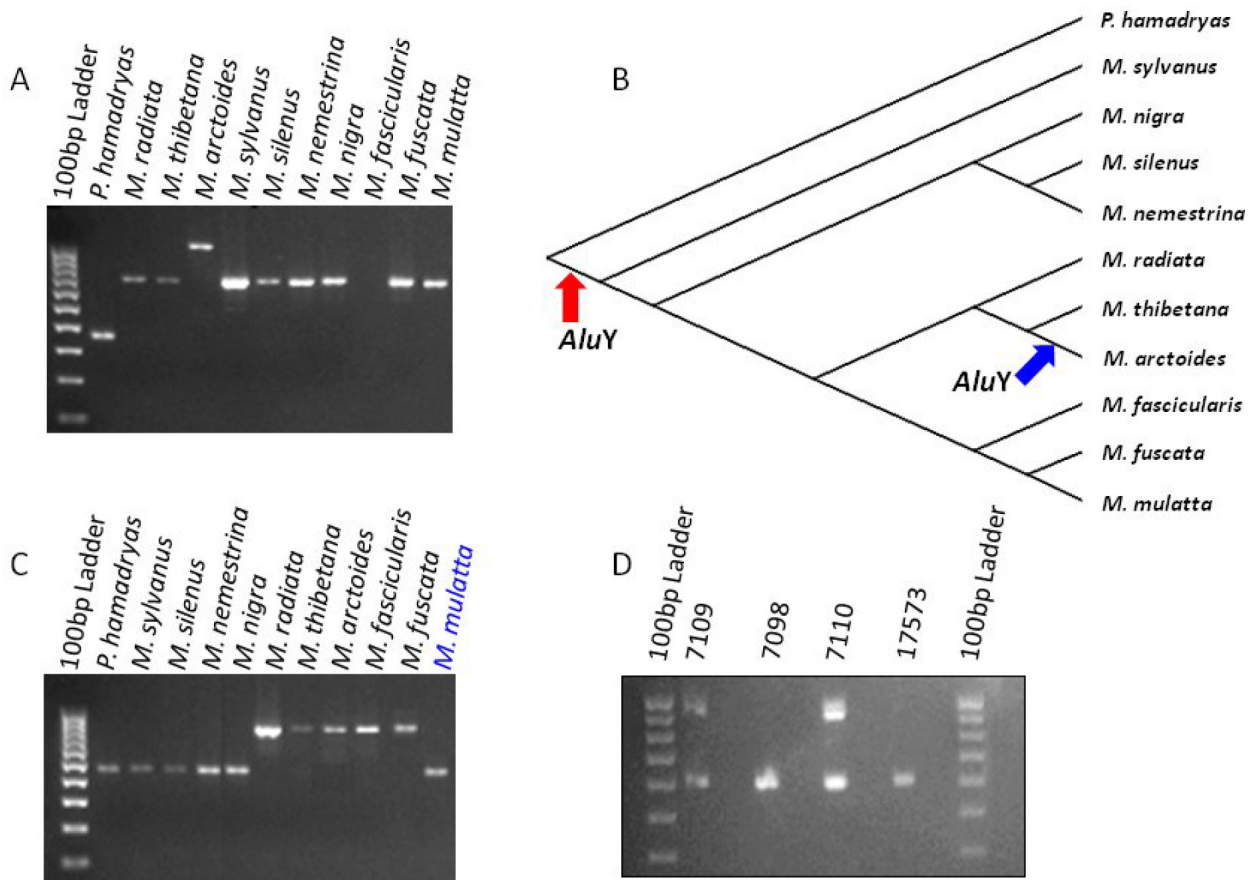 A
100bp Ladder
P. hamadryas
M. radiata
M. thibetana
M. arctoides
M. sylvanus
M. silenus
M. nemestrina
M. nigra
M. fascicularis
M. fuscata
M. mulatta
B
P. hamadryas
M. sylvanus
M. nigra
M. silenus
M. nemestrina
M. radiata
M. thibetana
M. arctoides
M. fascicularis
M. fuscata
M. mulatta
AluY
AluY
C
100bp Ladder
P. hamadryas
M. sylvanus
M. silenus
M. nemestrina
M. nigra
M. radiata
M. thibetana
M. arctoides
M. fascicularis
M. fuscata
M. mulatta
D
100bp Ladder
7109
7098
7110
17573
100bp Ladder